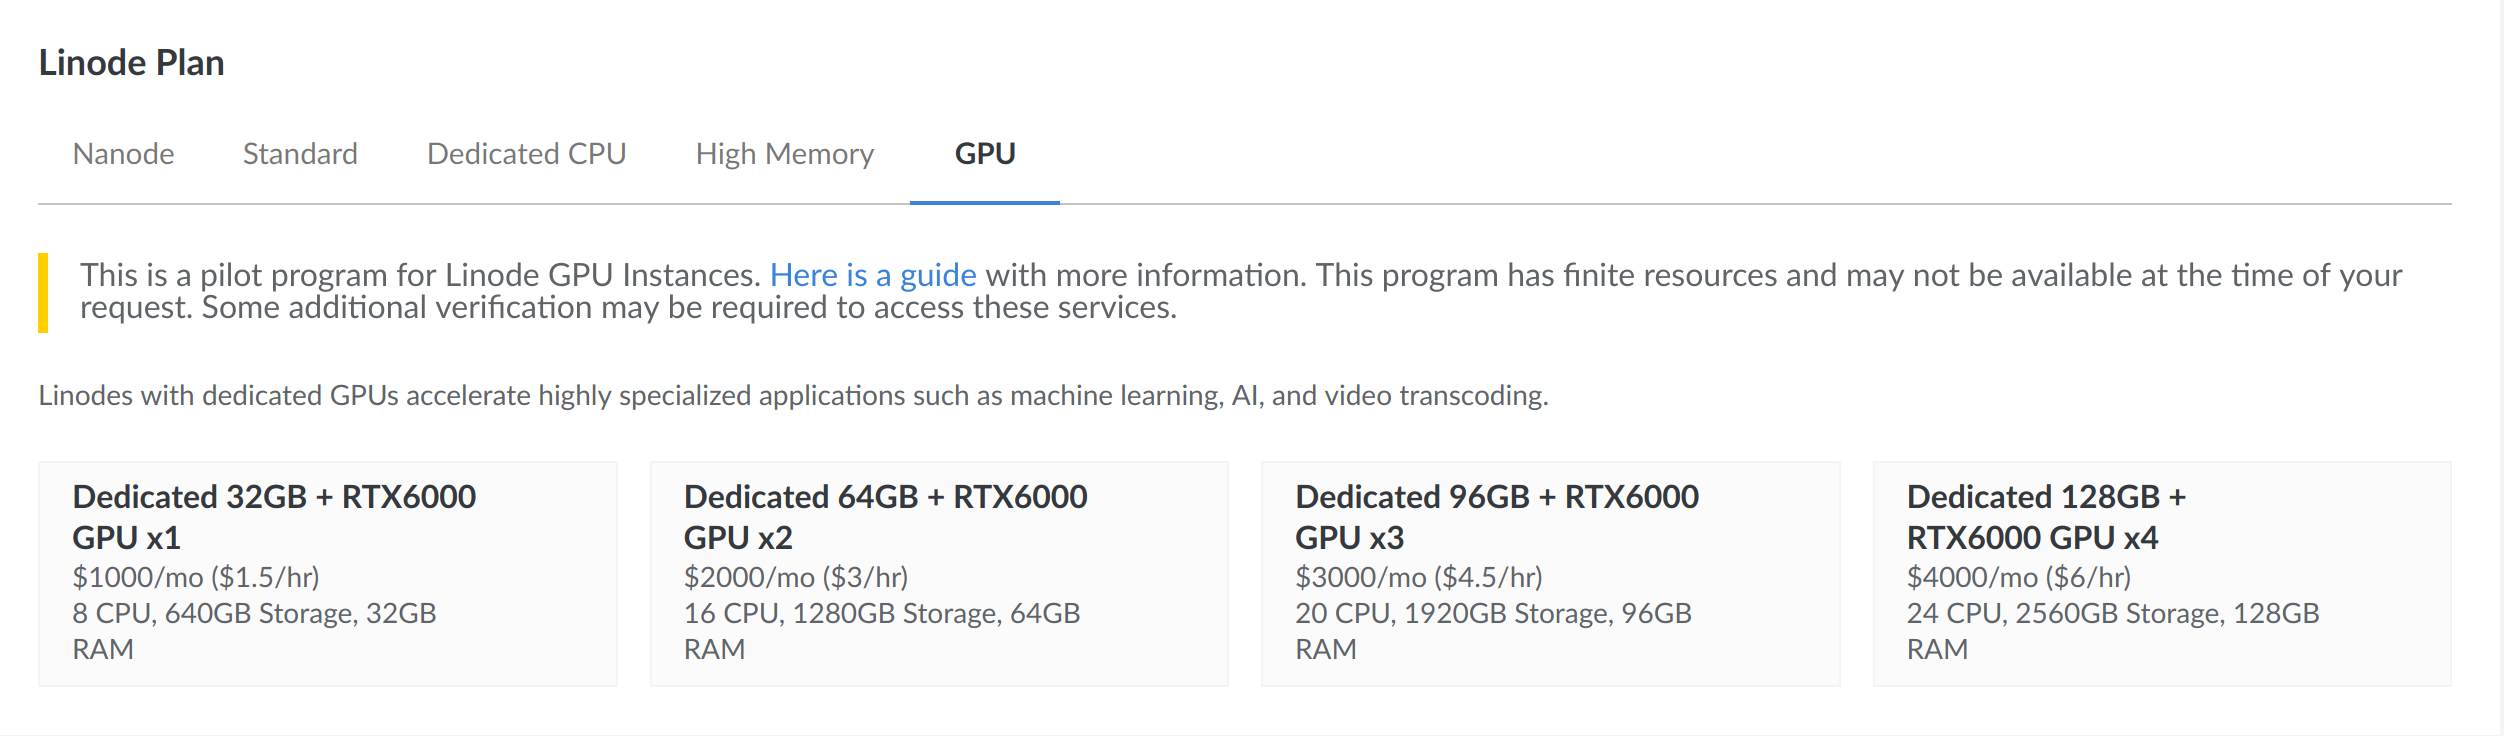 Linode Plan
Nanode Standard Dedicated CPU High Memory GPU
This is a pilot program for Linode GPU Instances. Here is a guide with more information. This program has finite resources and may not be available at the time of your
request. Some additional verification may be required to access these services.
Linodes with dedicated GPUs accelerate highly specialized applications such as machine learning, AI, and video transcoding.
Dedicated 32GB + RTX6000
GPU x1
$1000/mo ($1.5/hr)
8 CPU, 640GB Storage, 32GB
RAM
Dedicated 64GB + RTX6000
GPU x2
$2000/mo ($3/hr)
16 CPU, 1280GB Storage, 64GB
RAM
Dedicated 96GB + RTX6000
GPU x3
$3000/mo ($4.5/hr)
20 CPU, 1920GB Storage, 96GB
RAM
Dedicated 128GB +
RTX6000 GPU x4
$4000/mo ($6/hr)
24 CPU, 2560GB Storage, 128GB
RAM